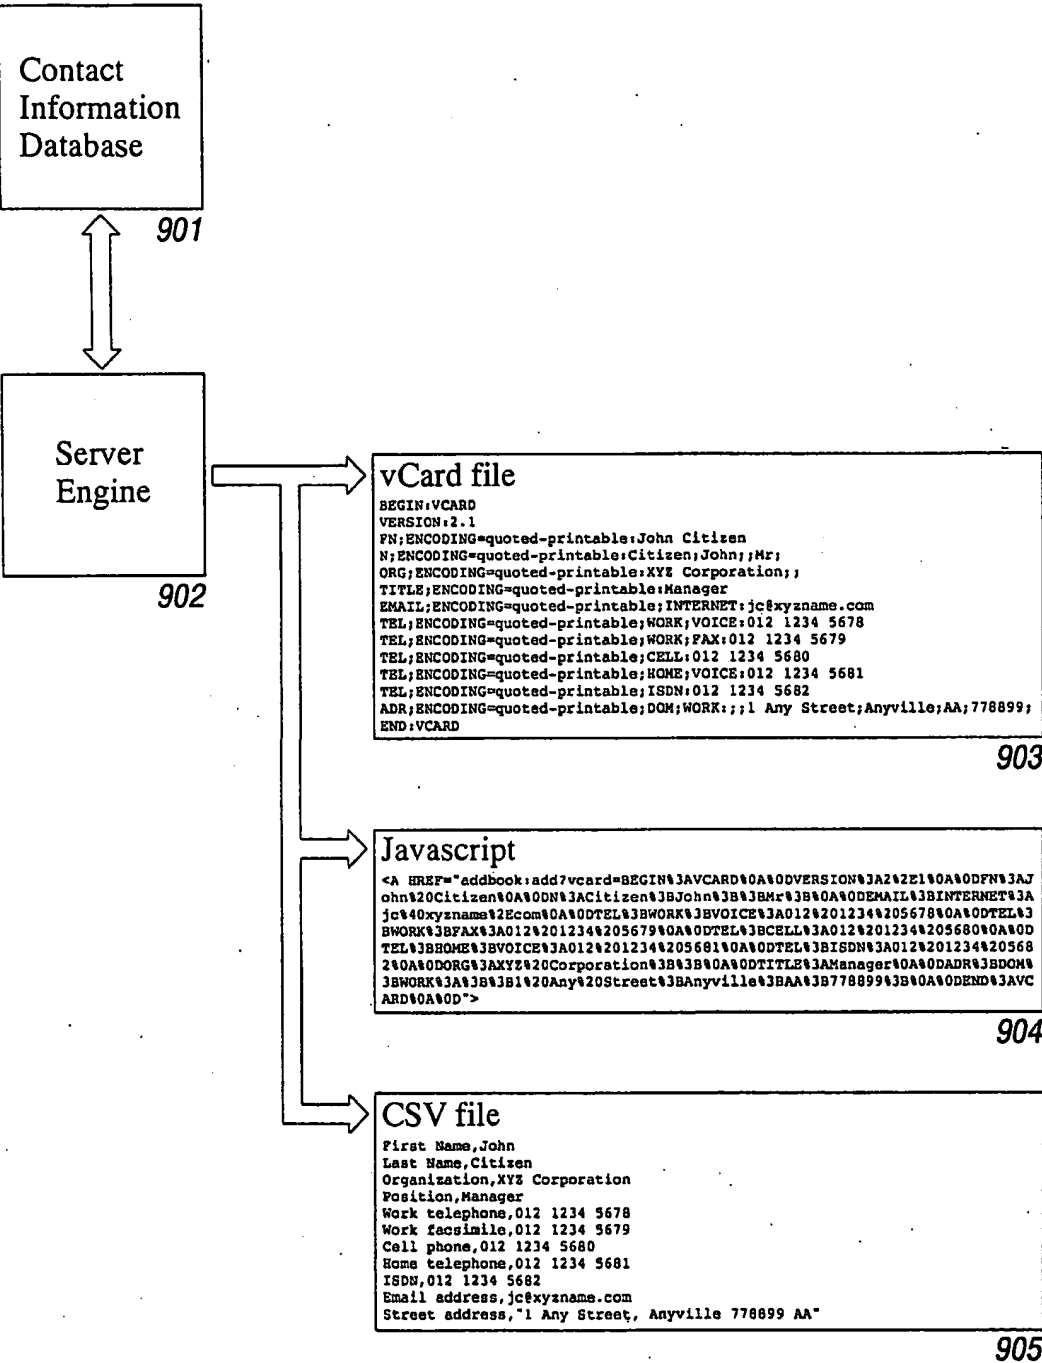 Contact
Information
Database
901
Server
Engine
902
vCard file
BEGIN:VCARD
VERSION:2.1
FN;ENCODING=quoted-printable:John Citizen
N;ENCODING=quoted-printable:Citizen;John;;Mr;
ORG;ENCODING=quoted-printable:XYZ Corporation;;
TITLE;ENCODING=quoted-printable:Manager
EMAIL;ENCODING=quoted-printable;INTERNET:jc@xyzname.com
TEL;ENCODING=quoted-printable;WORK;VOICE:012 1234 5678
TEL;ENCODING=quoted-printable;WORK;FAX:012 1234 5679
TEL;ENCODING=quoted-printable;CELL:012 1234 5680
TEL;ENCODING=quoted-printable;HOME;VOICE:012 1234 5681
TEL;ENCODING=quoted-printable;ISDN:012 1234 5682
ADR;ENCODING=quoted-printable;DOM;WORK:;;1 Any Street;Anyville;AA;778899;
END:VCARD
903
Javascript
<A HREF="addbook:add?vcard=BEGIN%3AVCARD%0A%0DVERSION%3A2%2E1%0A%0DFN%3AJ
ohn%20Citizen%0A%0DN%3ACitizen%3BJohn%3B%3BMr%3B%0A%0DEMAIL%3BINTERNET%3A
jc%40xyzname%2Ecom%0A%0DTEL%3BWORK%3BVOICE%3A012%201234%205678%0A%0DTEL%3
BWORK%3BFAX%3A012%201234%205679%0A%0DTEL%3BCELL%3A012%201234%205680%0A%0D
TEL%3BHOME%3BVOICE%3A012%201234%205681%0A%0DTEL%3BISDN%3A012%201234%20568
2%0A%0DORG%3AXYZ%20Corporation%3B%3B%0A%0DTITLE%3AManager%0A%0DADR%3BDOM%
3BWORK%3A%3B%3B1%20Any%20Street%3BAnyville%3BAA%3B778899%3B%0A%0DEND%3AVC
ARD%0A%0D">
904
CSV file
First Name,John
Last Name,Citizen
Organization,XYZ Corporation
Position,Manager
Work telephone,012 1234 5678
Work facsimile,012 1234 5679
Cell phone,012 1234 5680
Home telephone,012 1234 5681
ISDN,012 1234 5682
Email address,jc@xyzname.com
Street address,"1 Any Street, Anyville 778899 AA"
905